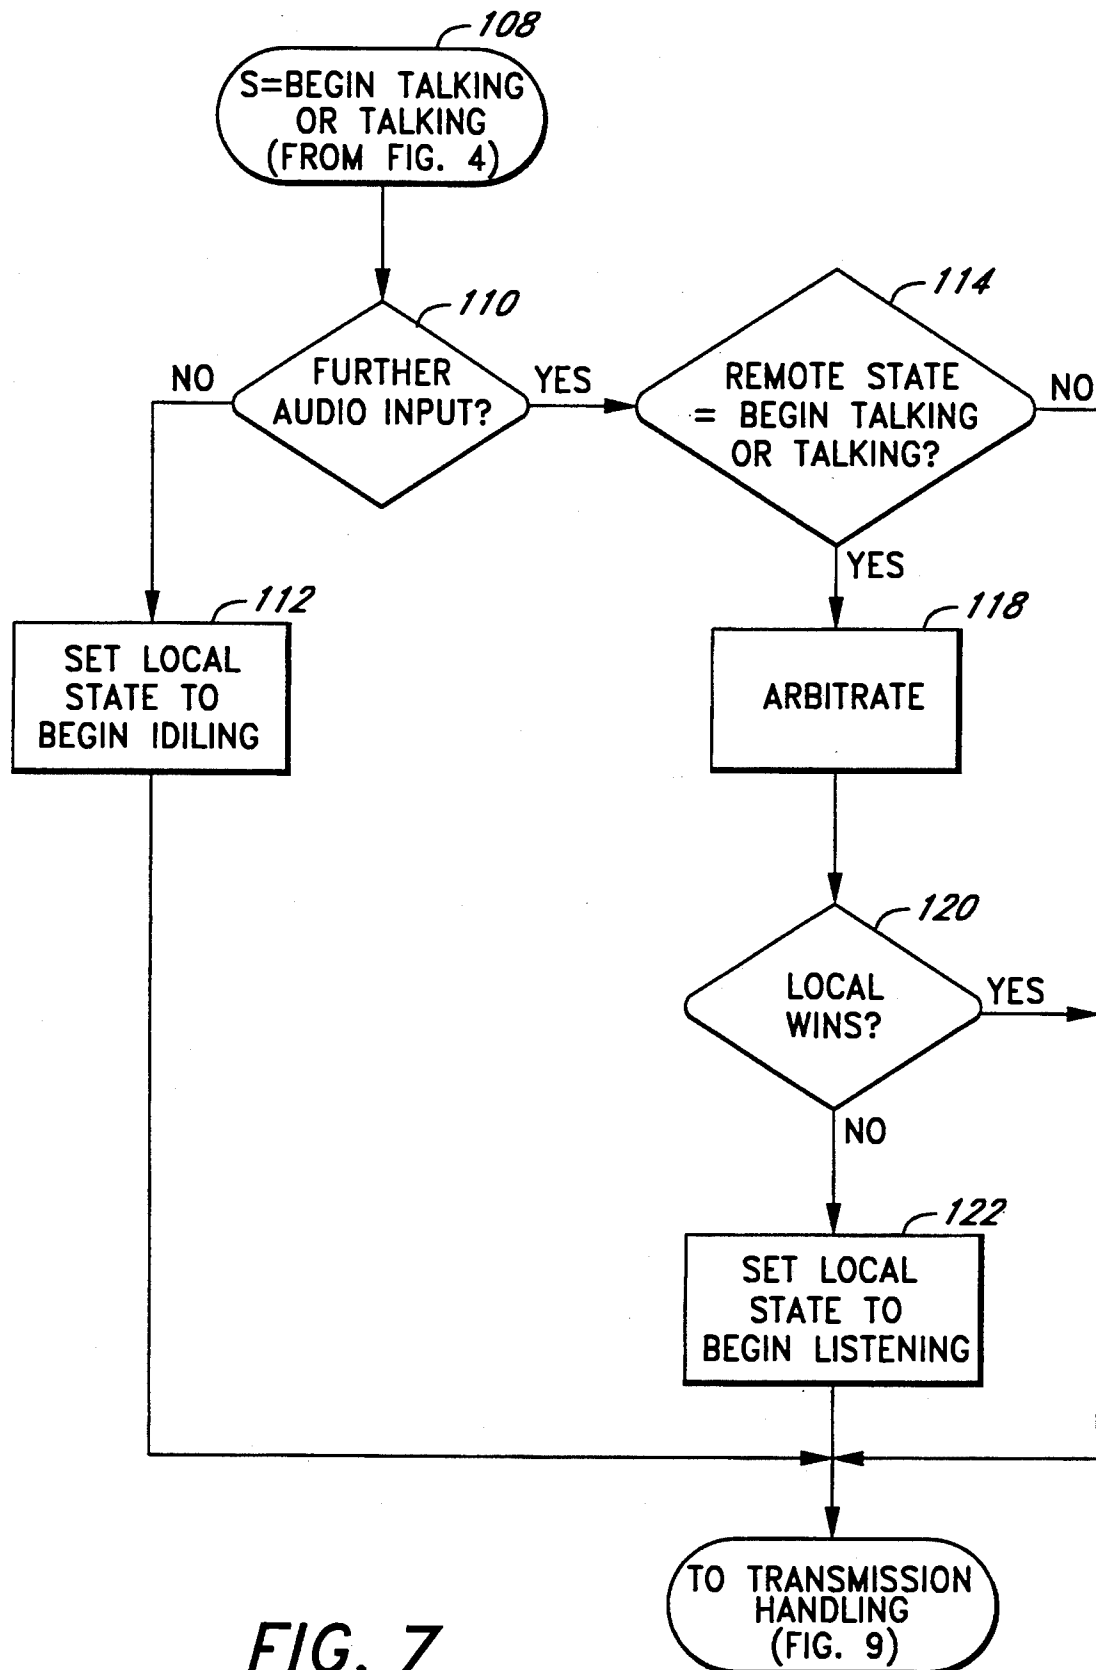 108
S=BEGIN TALKING
OR TALKING
(FROM FIG. 4)
110
FURTHER
AUDIO INPUT?
NO
YES
114
REMOTE STATE
= BEGIN TALKING
OR TALKING?
NO
YES
112
SET LOCAL
STATE TO
BEGIN IDILING
118
ARBITRATE
120
LOCAL
WINS?
YES
NO
122
SET LOCAL
STATE TO
BEGIN LISTENING
TO TRANSMISSION
HANDLING
(FIG. 9)
FIG. 7